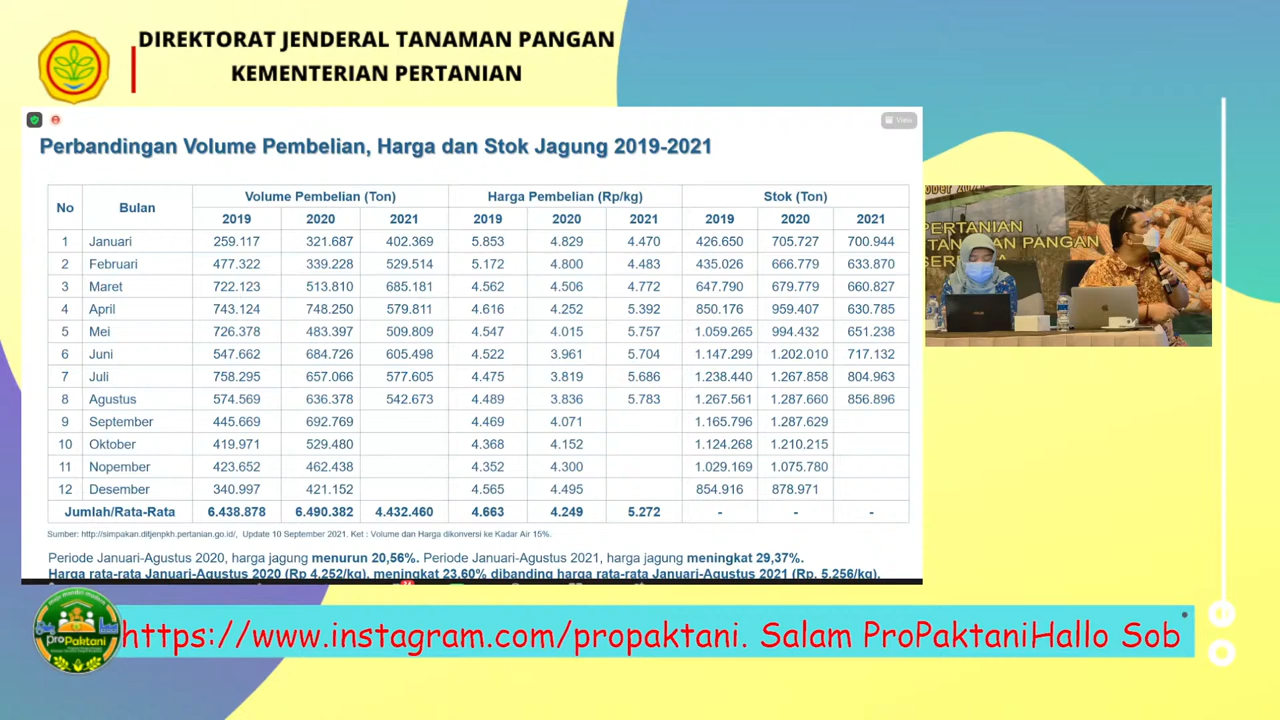 DIREKTORAT JENDERAL TANAMAN PANGAN
KEMENTERIAN PERTANIAN
View
Perbandingan Volume Pembelian, Harga dan Stok Jagung 2019-2021
No Bulan Volume Pembelian (Ton) Harga Pembelian (Rp/kg) Stok (Ton)
2019 2020 2021 2019 2020 2021 2019 2020 2021
1 Januari 259.117 321.687 402.369 5.853 4.829 4.470 426.650 705.727 700.944
2 Februari 477.322 339.228 529.514 5.172 4.800 4.483 435.026 666.779 633.870
3 Maret 722.123 513.810 685.181 4.562 4.506 4.772 647.790 679.779 660.827
4 April 743.124 748.250 579.811 4.616 4.252 5.392 850.176 959.407 630.785
5 Mei 726.378 483.397 509.809 4.547 4.015 5.757 1.059.265 994.432 651.238
6 Juni 547.662 684.726 605.498 4.522 3.961 5.704 1.147.299 1.202.010 717.132
7 Juli 758.295 657.066 577.605 4.475 3.819 5.686 1.238.440 1.267.858 804.963
8 Agustus 574.569 636.378 542.673 4.489 3.836 5.783 1.267.561 1.287.660 856.896
9 September 445.669 692.769 4.469 4.071 1.165.796 1.287.629
10 Oktober 419.971 529.480 4.368 4.152 1.124.268 1.210.215
11 Nopember 423.652 462.438 4.352 4.300 1.029.169 1.075.780
12 Desember 340.997 421.152 4.565 4.495 854.916 878.971
Jumlah/Rata-Rata 6.438.878 6.490.382 4.432.460 4.663 4.249 5.272 - - -
Sumber: http://simpakan.ditjenpkh.pertanian.go.id/, Update 10 September 2021. Ket : Volume dan Harga dikonversi ke Kadar Air 15%.
Periode Januari-Agustus 2020, harga jagung menurun 20,56%. Periode Januari-Agustus 2021, harga jagung meningkat 29,37%.
Harga rata-rata Januari-Agustus 2020 (Rp 4.252/kg), meningkat 23,60% dibanding harga rata-rata Januari-Agustus 2021 (Rp. 5.256/kg).
PERTANIAN
TANAMAN PANGAN
ProPaktani
https://www.instagram.com/propaktani. Salam ProPaktaniHallo Sob